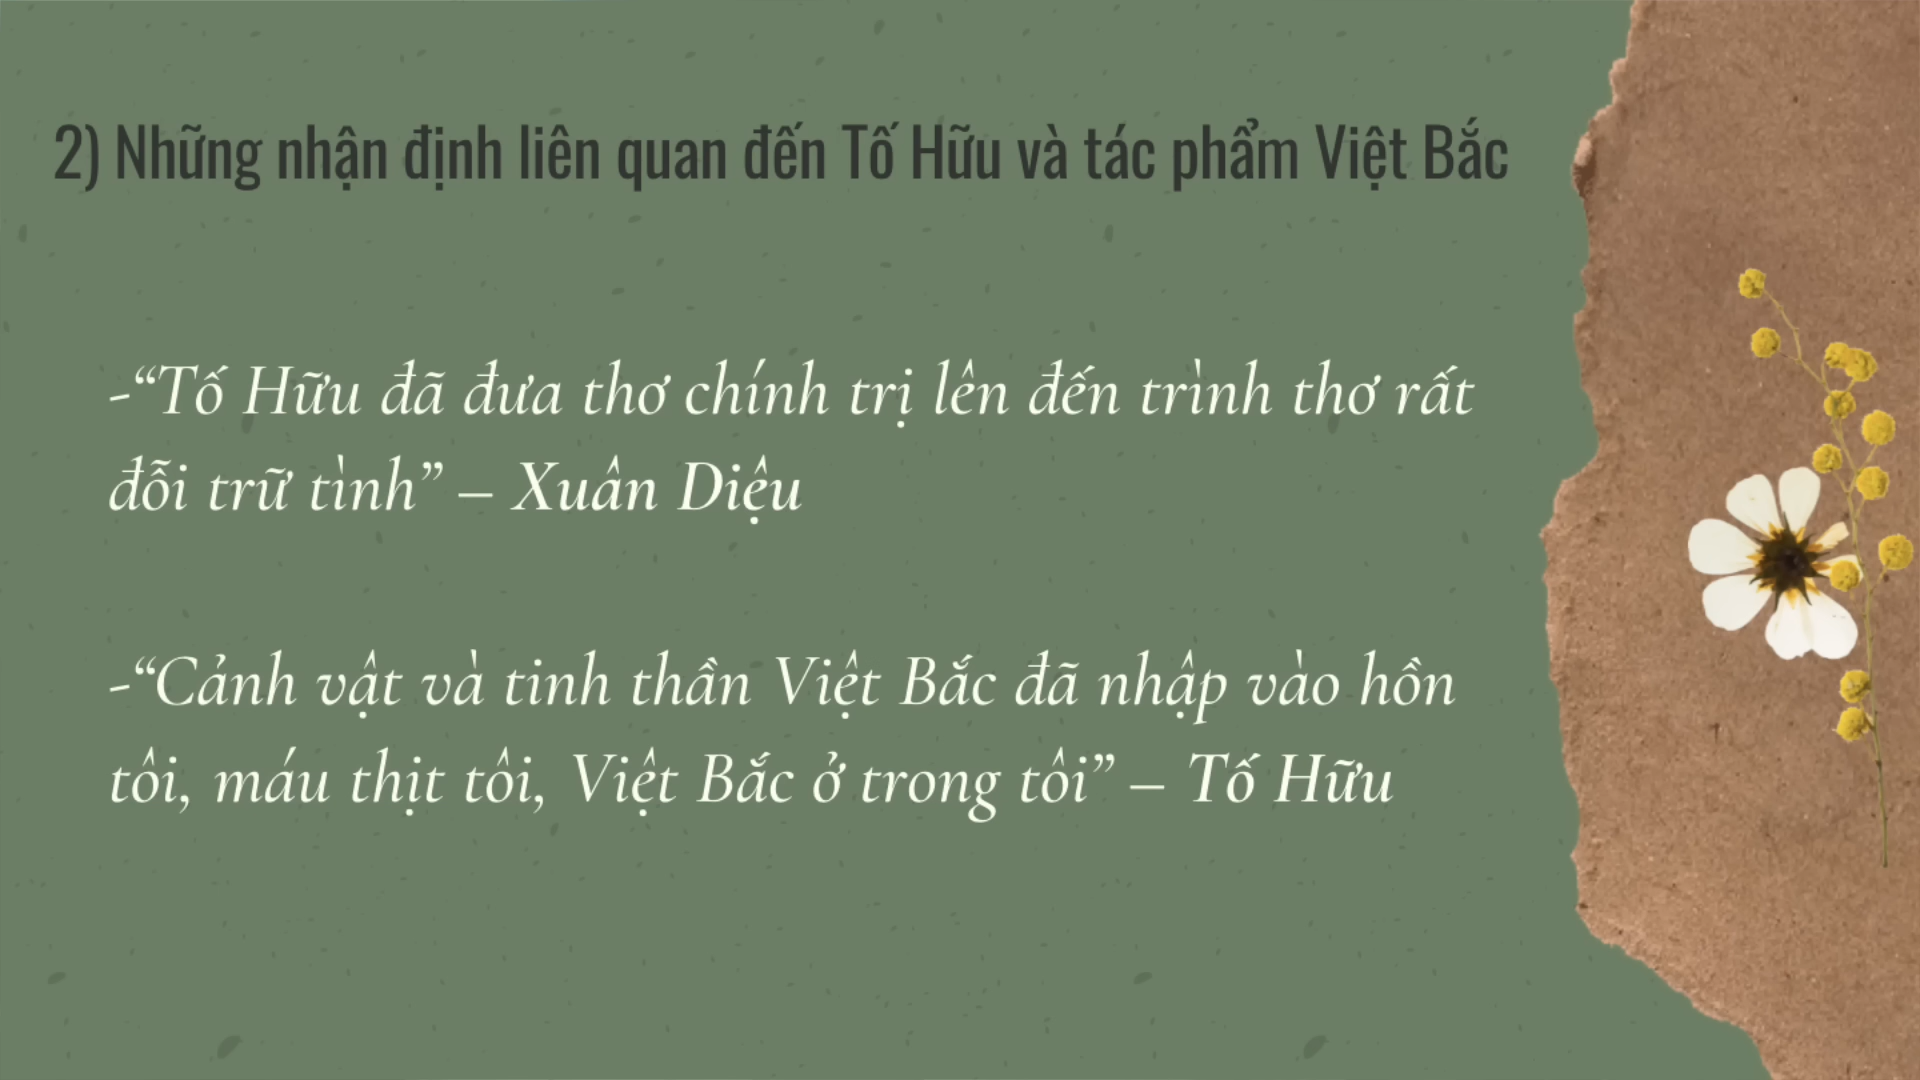 2) Những nhận định liên quan đến Tố Hữu và tác phẩm Việt Bắc
-“Tố Hữu đã đưa thơ chính trị lên đến trình thơ rất
đỗi trữ tình” – Xuân Diệu
-“Cảnh vật và tinh thần Việt Bắc đã nhập vào hồn
tôi, máu thịt tôi, Việt Bắc ở trong tôi” – Tố Hữu